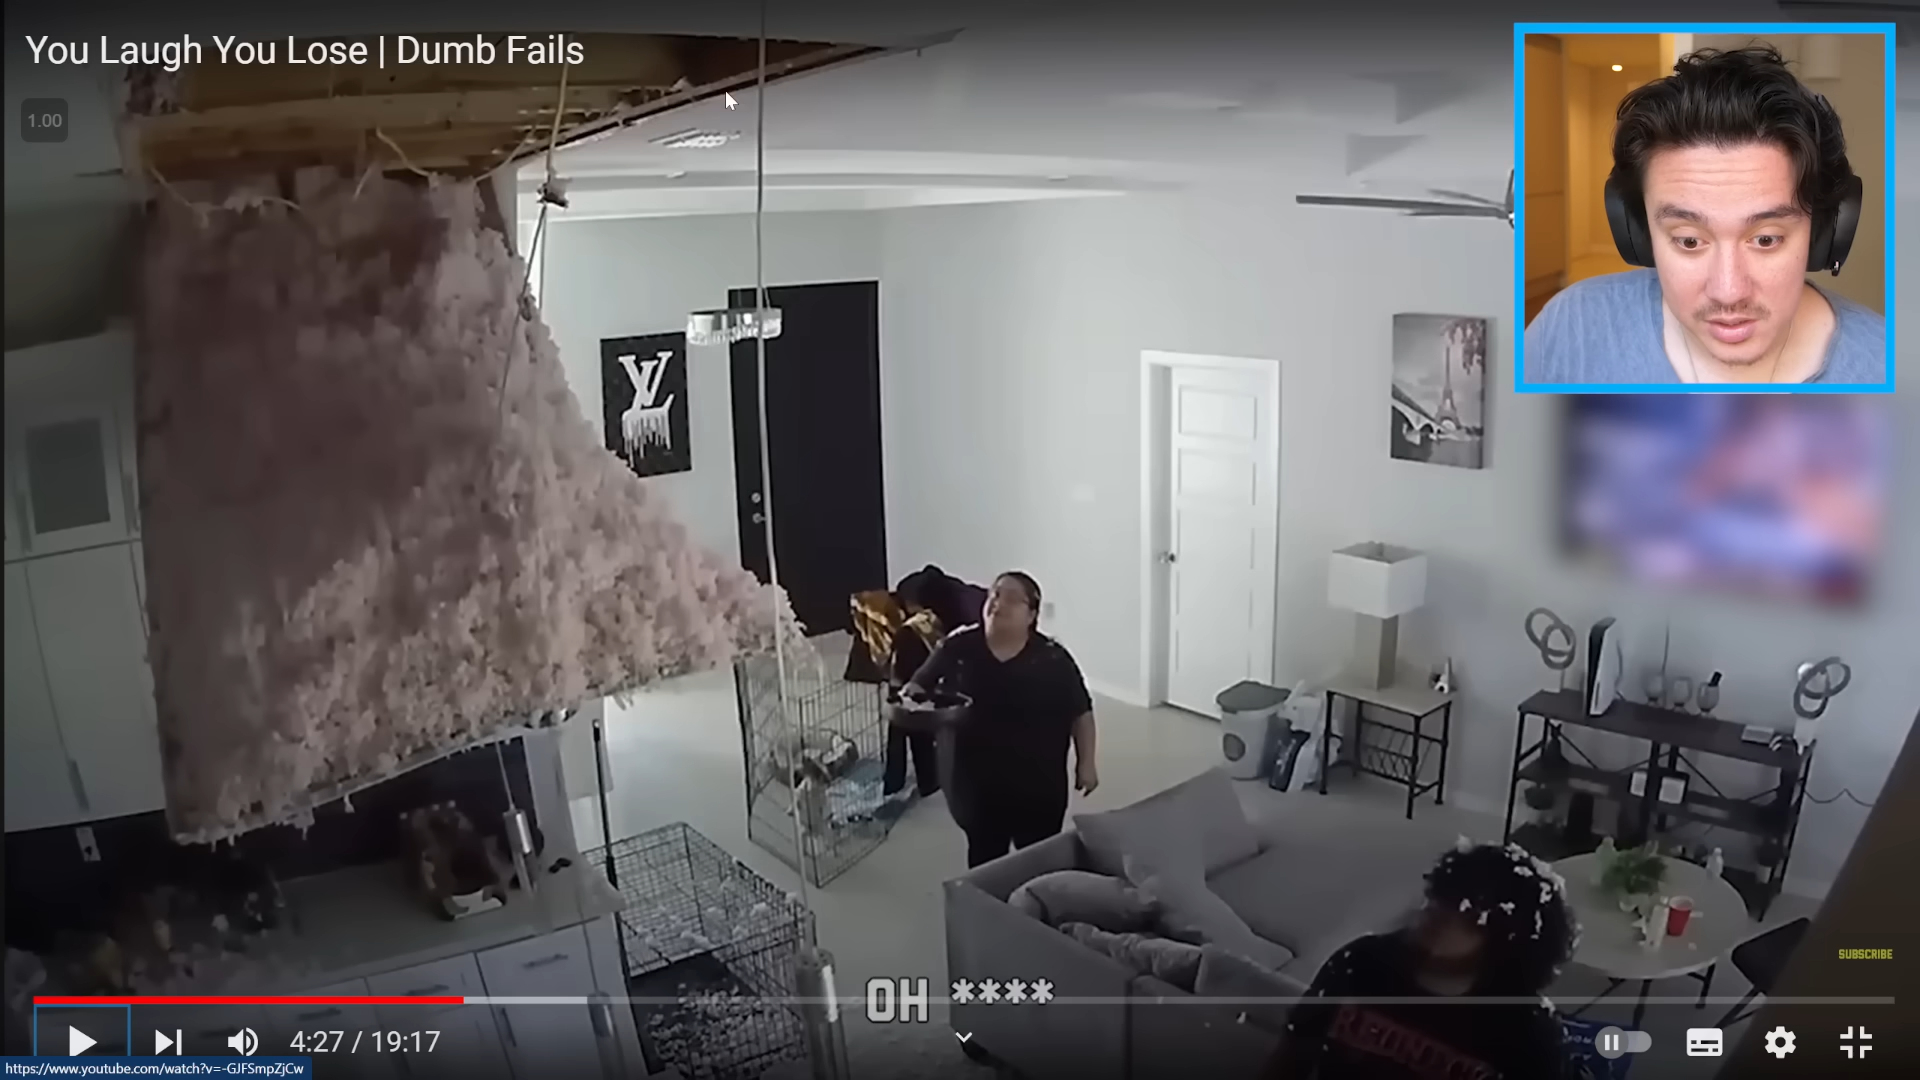 You Laugh You Lose | Dumb Fails
1.00
LV
SUBSCRIBE
OH ****
4:27 / 19:17
https://www.youtube.com/watch?v=-GJFSmpZjCw